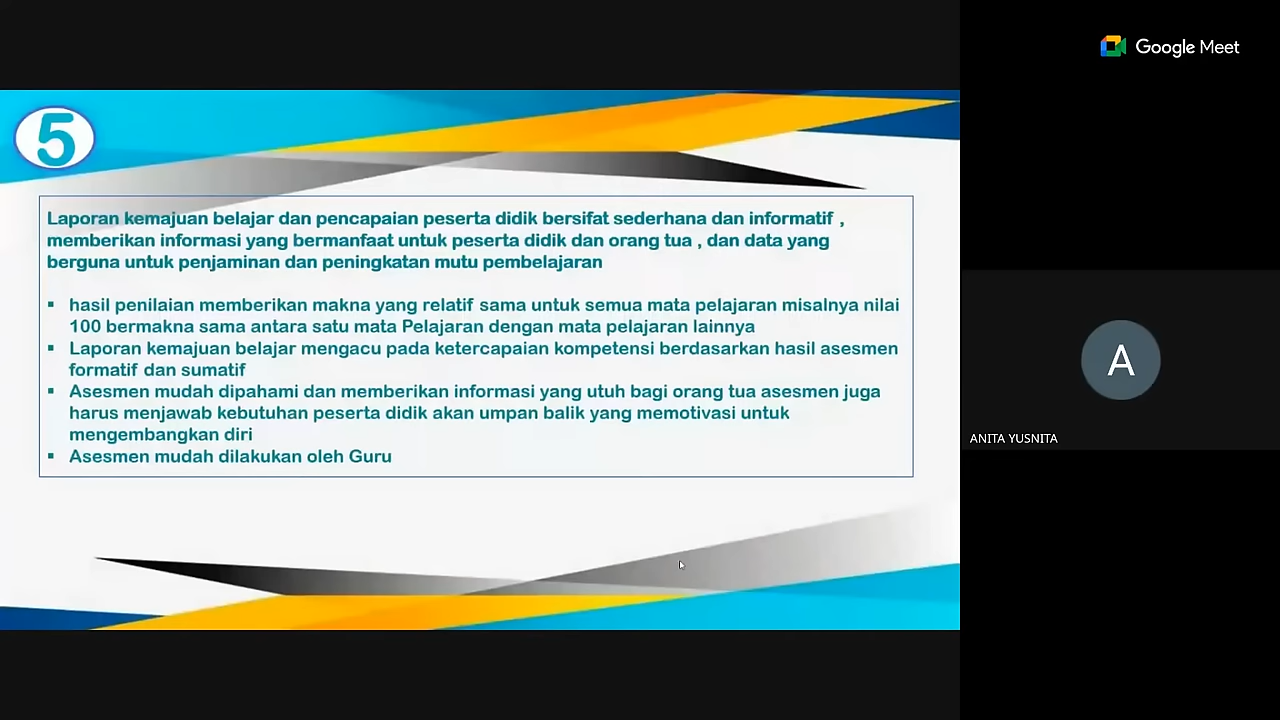 Google Meet
5
Laporan kemajuan belajar dan pencapaian peserta didik bersifat sederhana dan informatif ,
memberikan informasi yang bermanfaat untuk peserta didik dan orang tua , dan data yang
berguna untuk penjaminan dan peningkatan mutu pembelajaran
▪ hasil penilaian memberikan makna yang relatif sama untuk semua mata pelajaran misalnya nilai
100 bermakna sama antara satu mata Pelajaran dengan mata pelajaran lainnya
▪ Laporan kemajuan belajar mengacu pada ketercapaian kompetensi berdasarkan hasil asesmen
formatif dan sumatif
▪ Asesmen mudah dipahami dan memberikan informasi yang utuh bagi orang tua asesmen juga
harus menjawab kebutuhan peserta didik akan umpan balik yang memotivasi untuk
mengembangkan diri
▪ Asesmen mudah dilakukan oleh Guru
A
ANITA YUSNITA